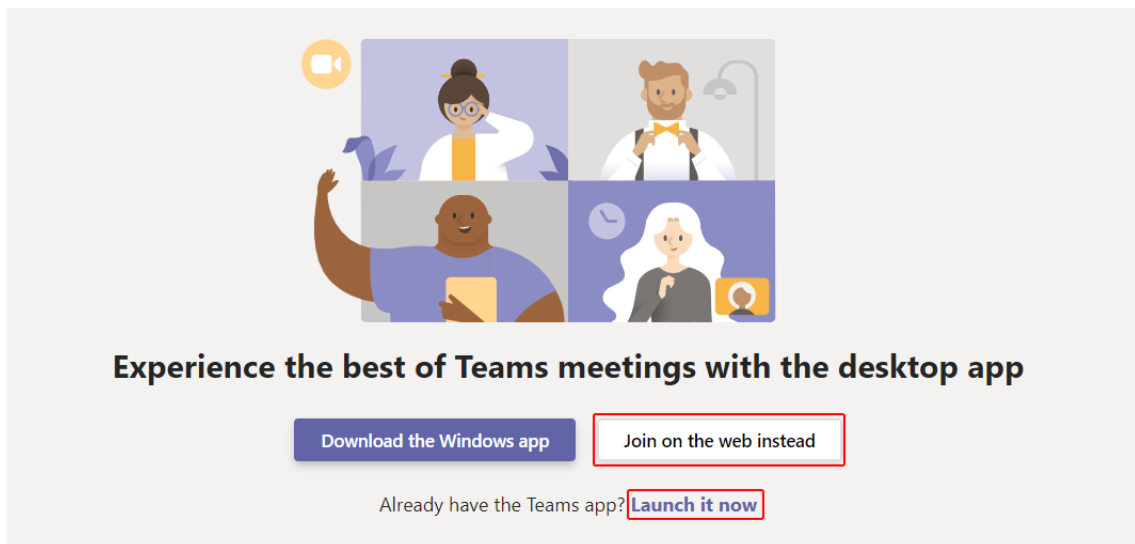 Experience the best of Teams meetings with the desktop app
Download the Windows app
Join on the web instead
Already have the Teams app? Launch it now